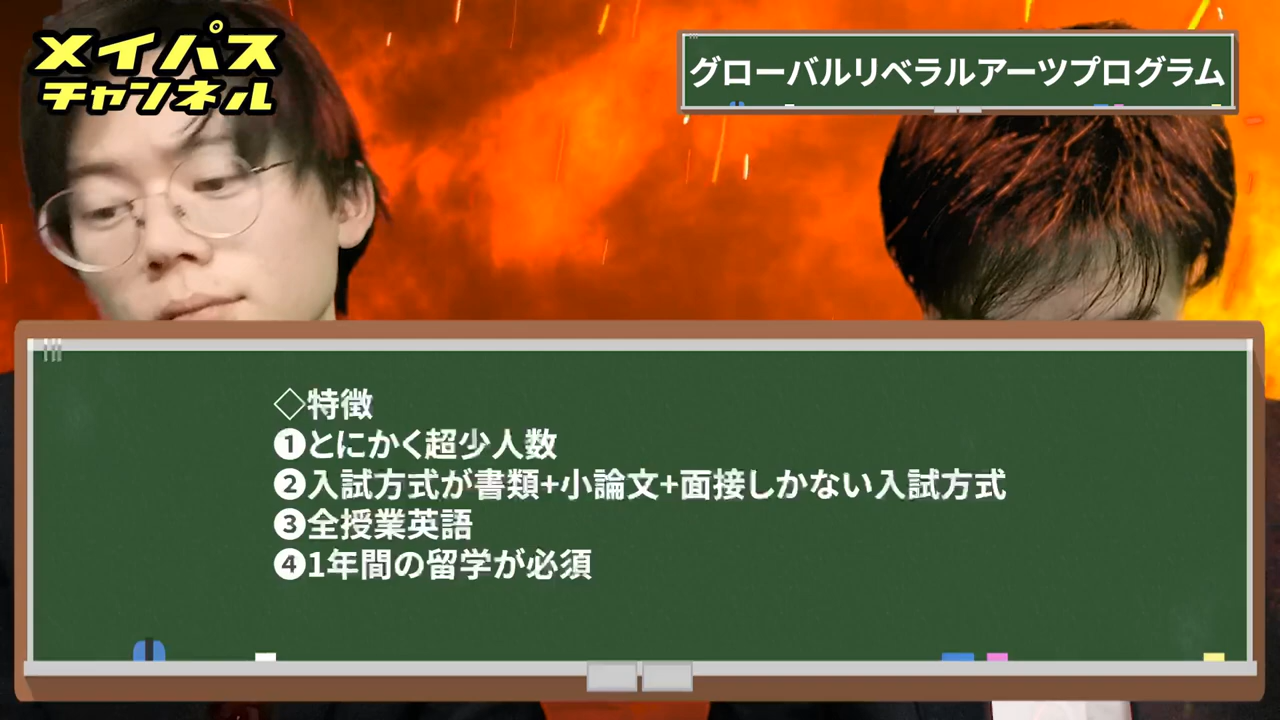 メイパス
チャンネル
グローバルリベラルアーツプログラム
◇特徴
❶とにかく超少人数
❷入試方式が書類+小論文+面接しかない入試方式
❸全授業英語
❹1年間の留学が必須